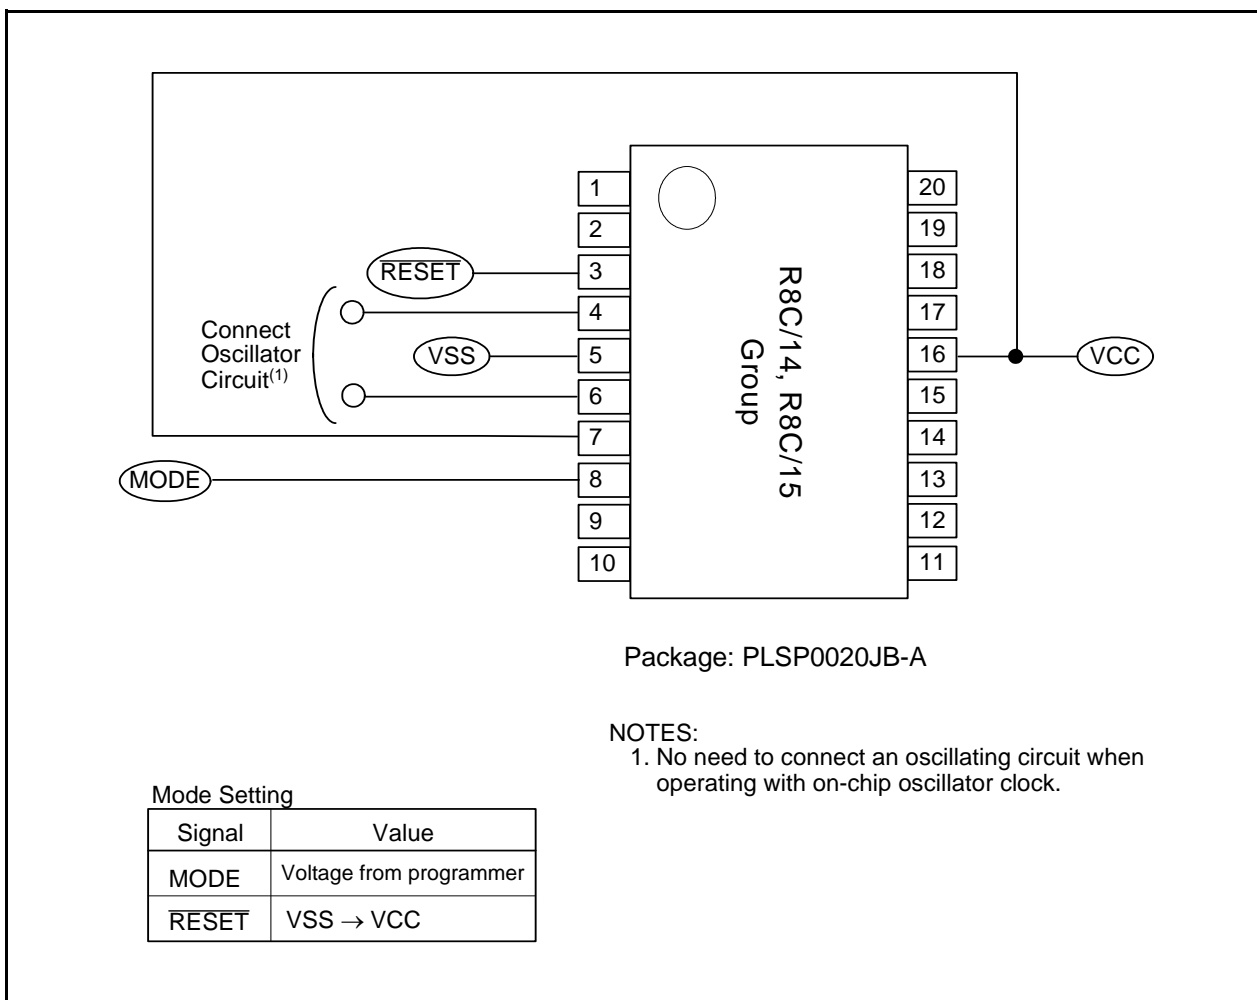 1
2
3
4
5
6
7
8
9
10
20
19
18
17
16
15
14
13
12
11
RESET
Connect
Oscillator
Circuit(1)
VSS
MODE
VCC
R8C/14, R8C/15
Group
Package: PLSP0020JB-A
NOTES:
1. No need to connect an oscillating circuit when
operating with on-chip oscillator clock.
Mode Setting
Signal Value
MODE Voltage from programmer
RESET VSS → VCC